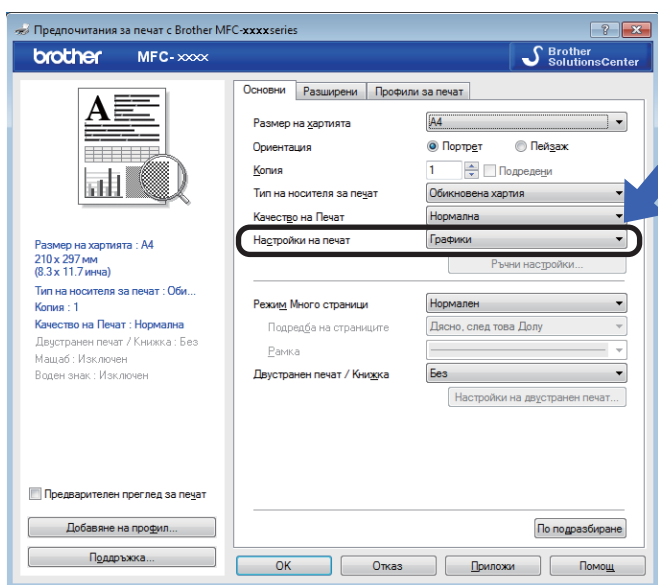 Предпочитания за печат с Brother MFC-xxxxseries
brother MFC-xxxx
Brother
SolutionsCenter
A
Размер на хартията : A4
210 x 297 мм
(8.3 x 11.7 инча)
Тип на носителя за печат : Оби...
Копия : 1
Качество на Печат : Нормална
Двустранен печат / Книжка : Без
Мащаб : Изключен
Воден знак : Изключен
Предварителен преглед за печат
Добавяне на профил...
Поддръжка...
Основни Разширени Профили за печат
Размер на хартията A4
Ориентация Портрет Пейзаж
Копия 1 Подредени
Тип на носителя за печат Обикновена хартия
Качество на Печат Нормална
Настройки на печат Графики
Ръчни настройки...
Режим Много страници Нормален
Подредба на страниците Дясно, след това Долу
Рамка
Двустранен печат / Книжка Без
Настройки на двустранен печат...
По подразбиране
OK Отказ Приложи Помощ